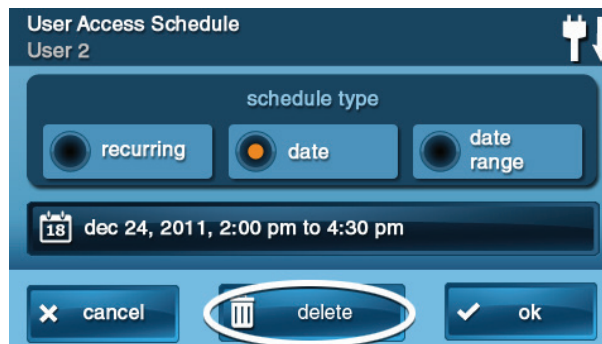 User Access Schedule
User 2
schedule type
recurring
date
date
range
18 dec 24, 2011, 2:00 pm to 4:30 pm
cancel
delete
ok